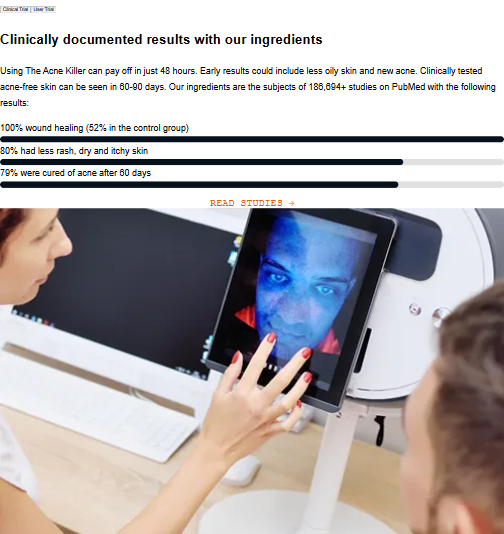 Clinical Trial | User Trial
Clinically documented results with our ingredients
Using The Acne Killer can pay off in just 48 hours. Early results could include less oily skin and new acne. Clinically tested
acne-free skin can be seen in 60-90 days. Our ingredients are the subjects of 186,694+ studies on PubMed with the following
results:
100% wound healing (52% in the control group)
80% had less rash, dry and itchy skin
79% were cured of acne after 60 days
READ STUDIES →